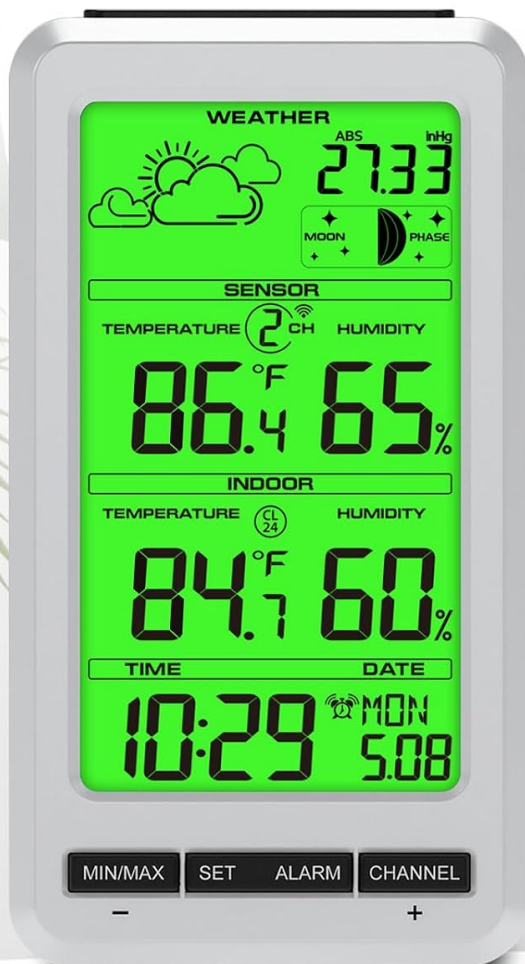 WEATHER
ABS inHg
27.33
MOON PHASE
SENSOR
TEMPERATURE 2 CH HUMIDITY
86.4 °F 65%
INDOOR
TEMPERATURE CL 24 HUMIDITY
84.7 °F 60%
TIME DATE
10:29 MON
5.08
MIN/MAX SET ALARM CHANNEL
− +